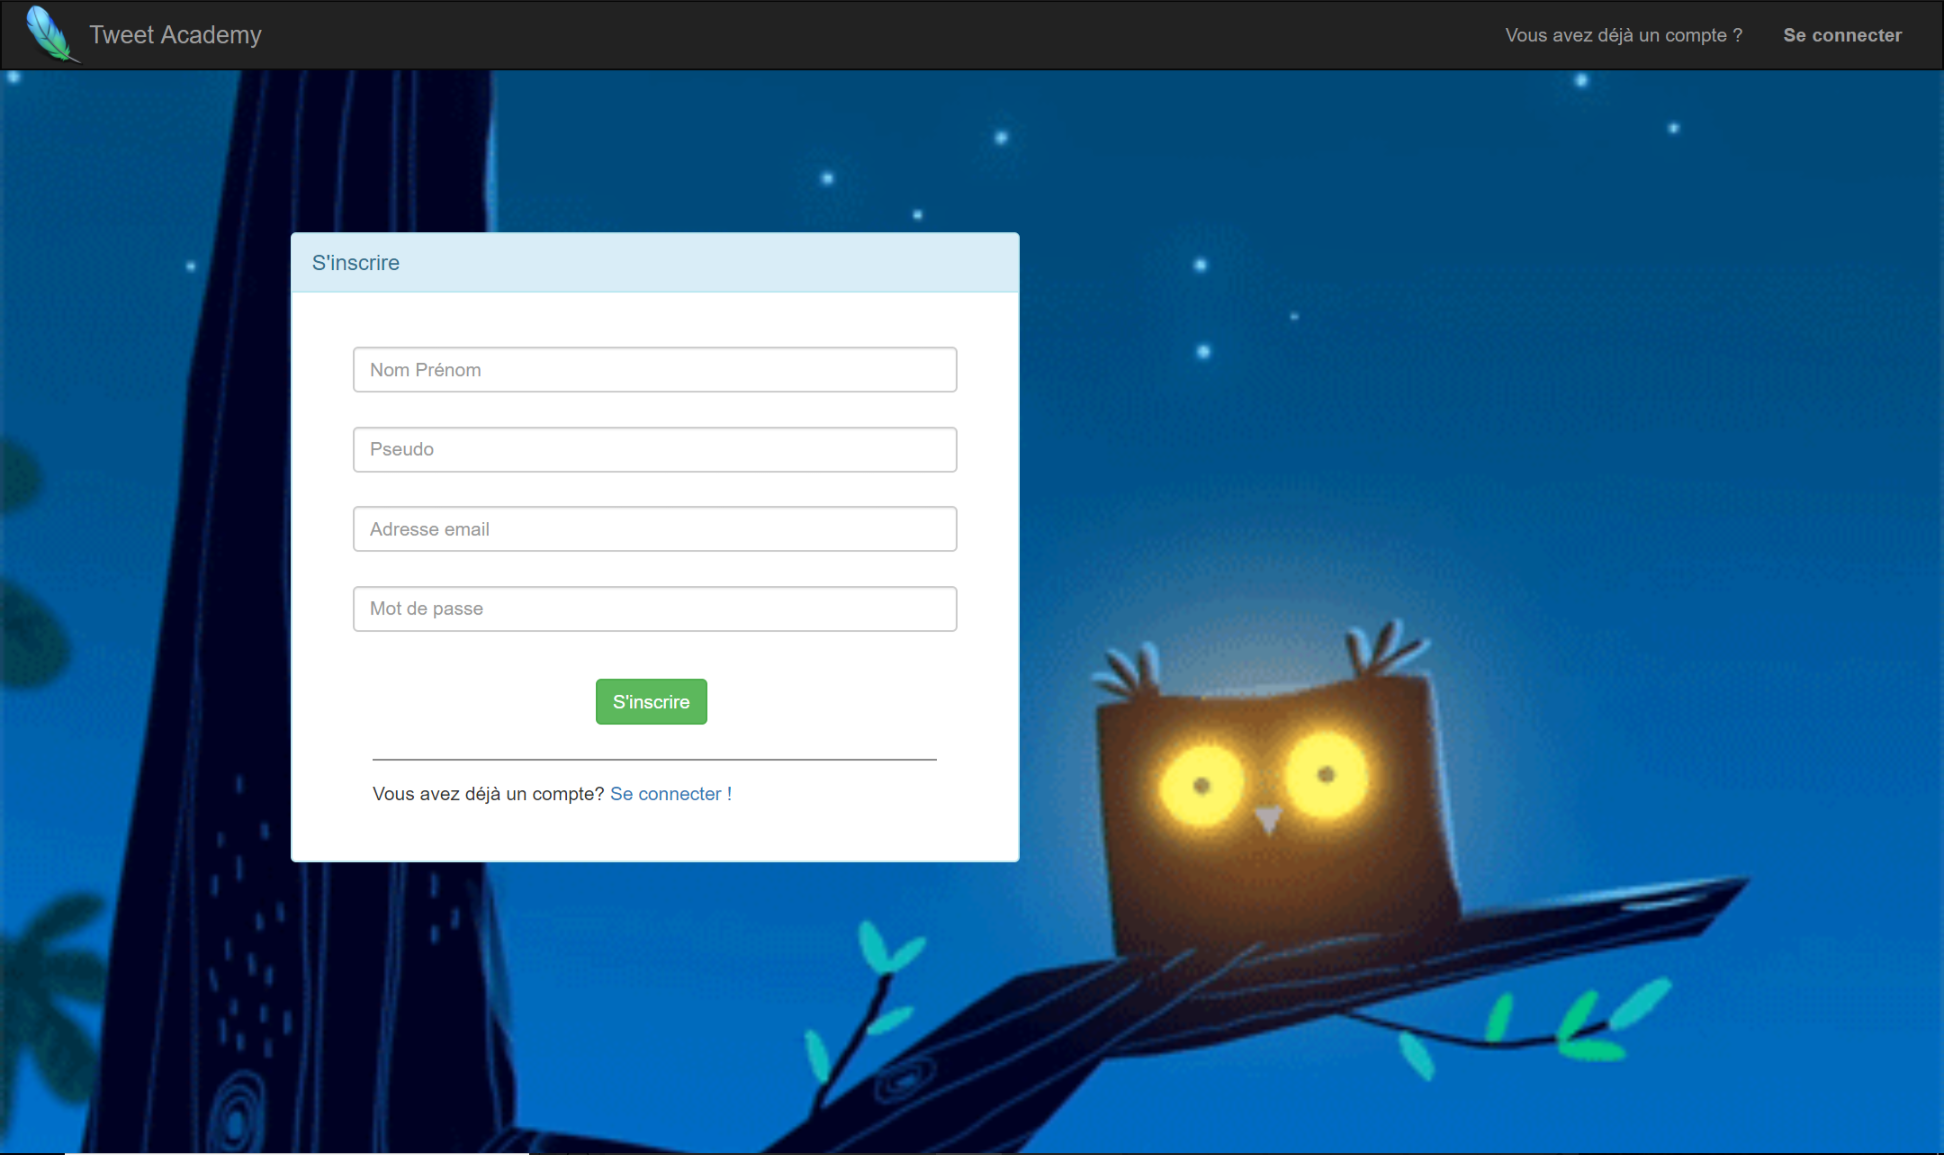 Tweet Academy
Vous avez déjà un compte ? Se connecter
S'inscrire
Nom Prénom
Pseudo
Adresse email
Mot de passe
S'inscrire
Vous avez déjà un compte? Se connecter !